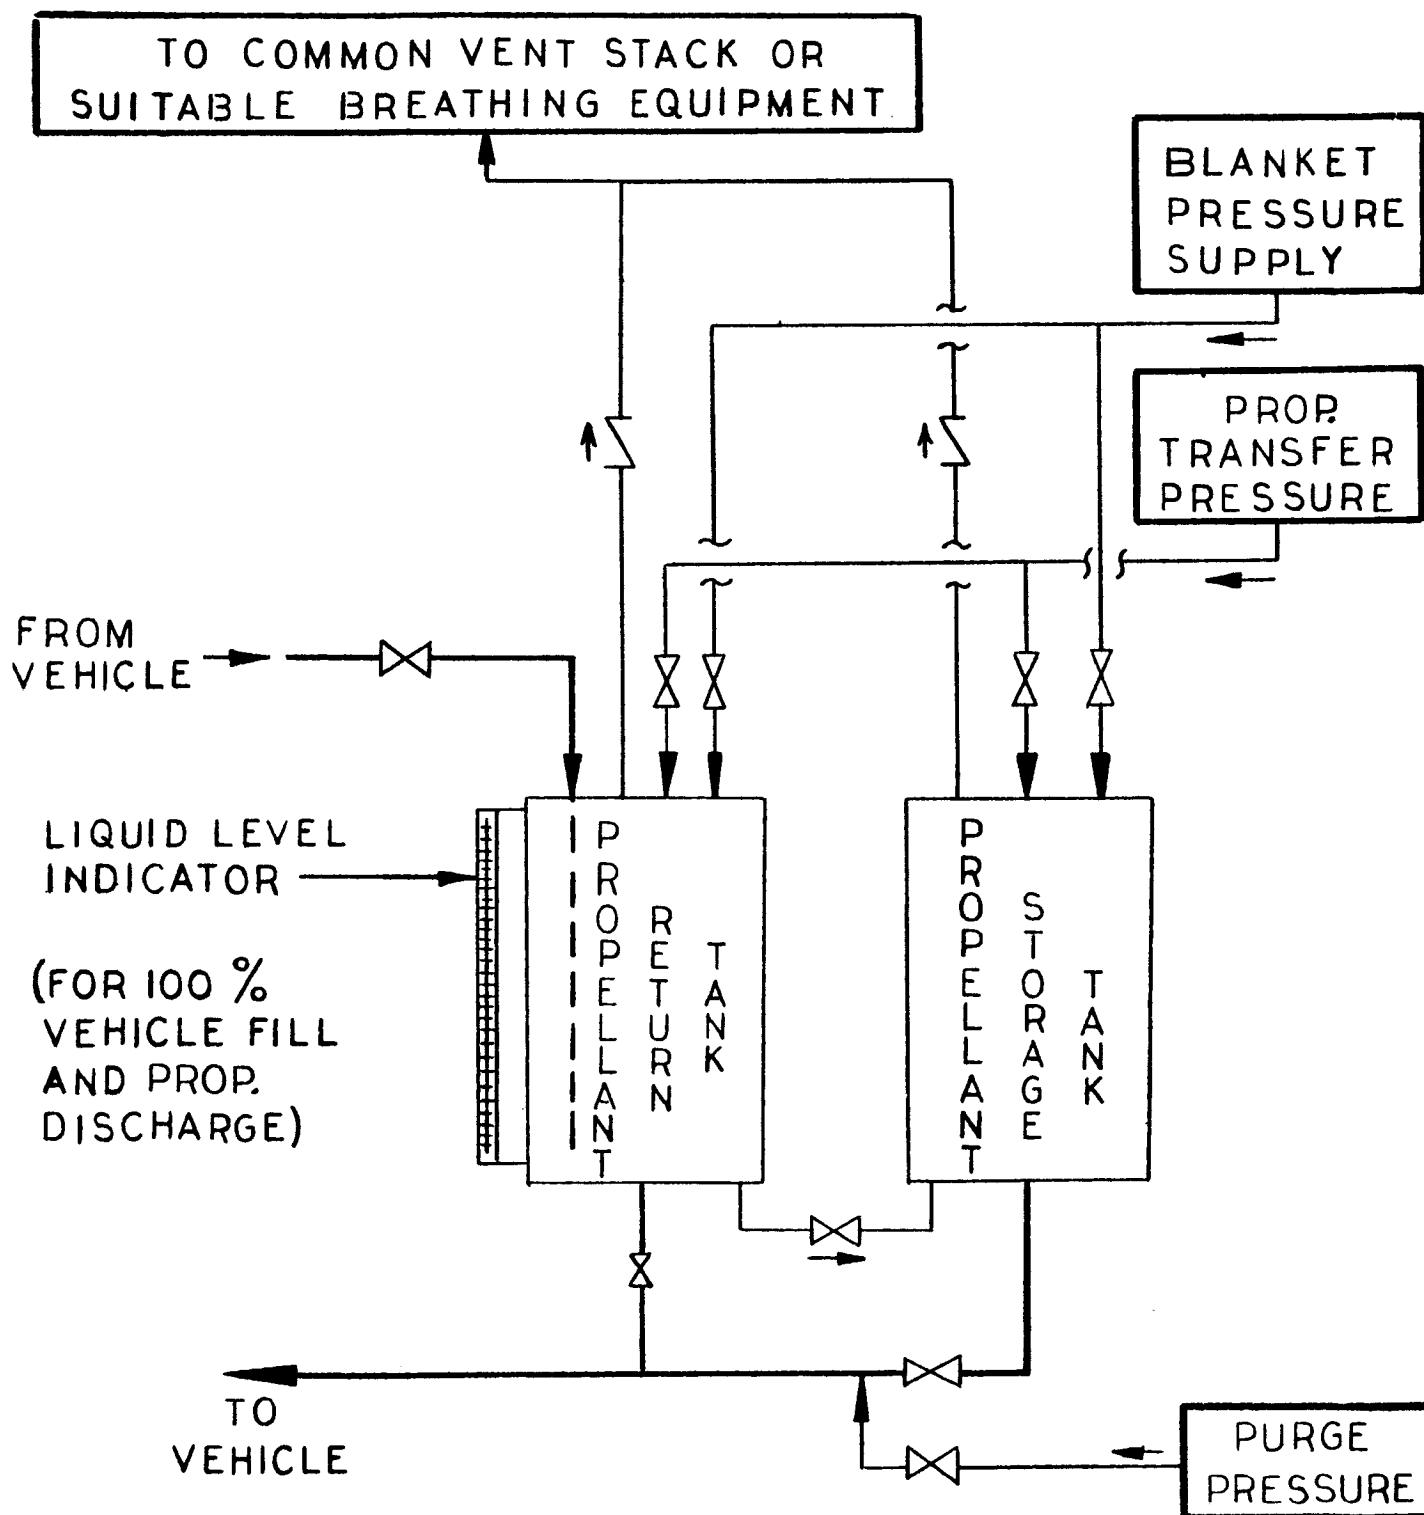 TO COMMON VENT STACK OR
SUITABLE BREATHING EQUIPMENT
BLANKET
PRESSURE
SUPPLY
PROP.
TRANSFER
PRESSURE
FROM
VEHICLE
LIQUID LEVEL
INDICATOR
(FOR 100 %
VEHICLE FILL
AND PROP.
DISCHARGE)
PROPELLANT
RETURN
TANK
PROPELLANT
STORAGE
TANK
TO
VEHICLE
PURGE
PRESSURE